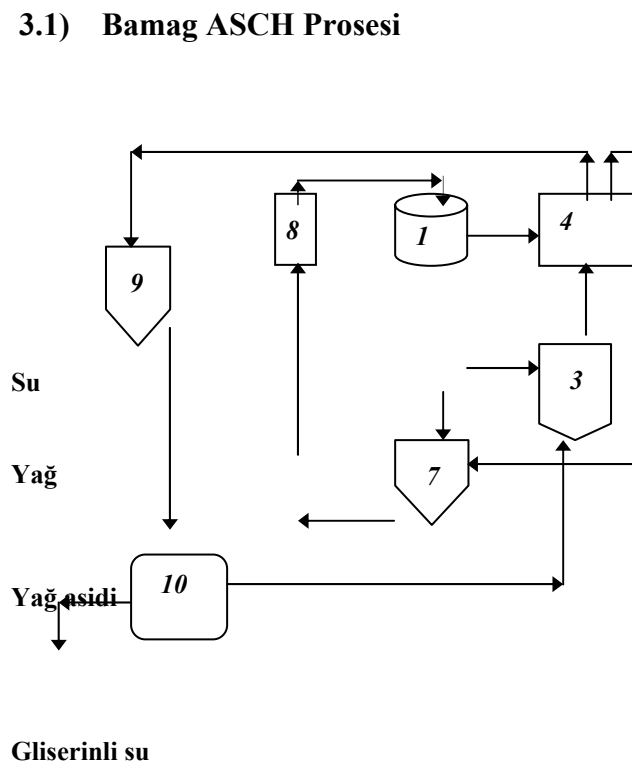 3.1) Bamag ASCH Prosesi
8
1
4
9
3
Su
7
Yağ
10
Yağ asidi
Gliserinli su